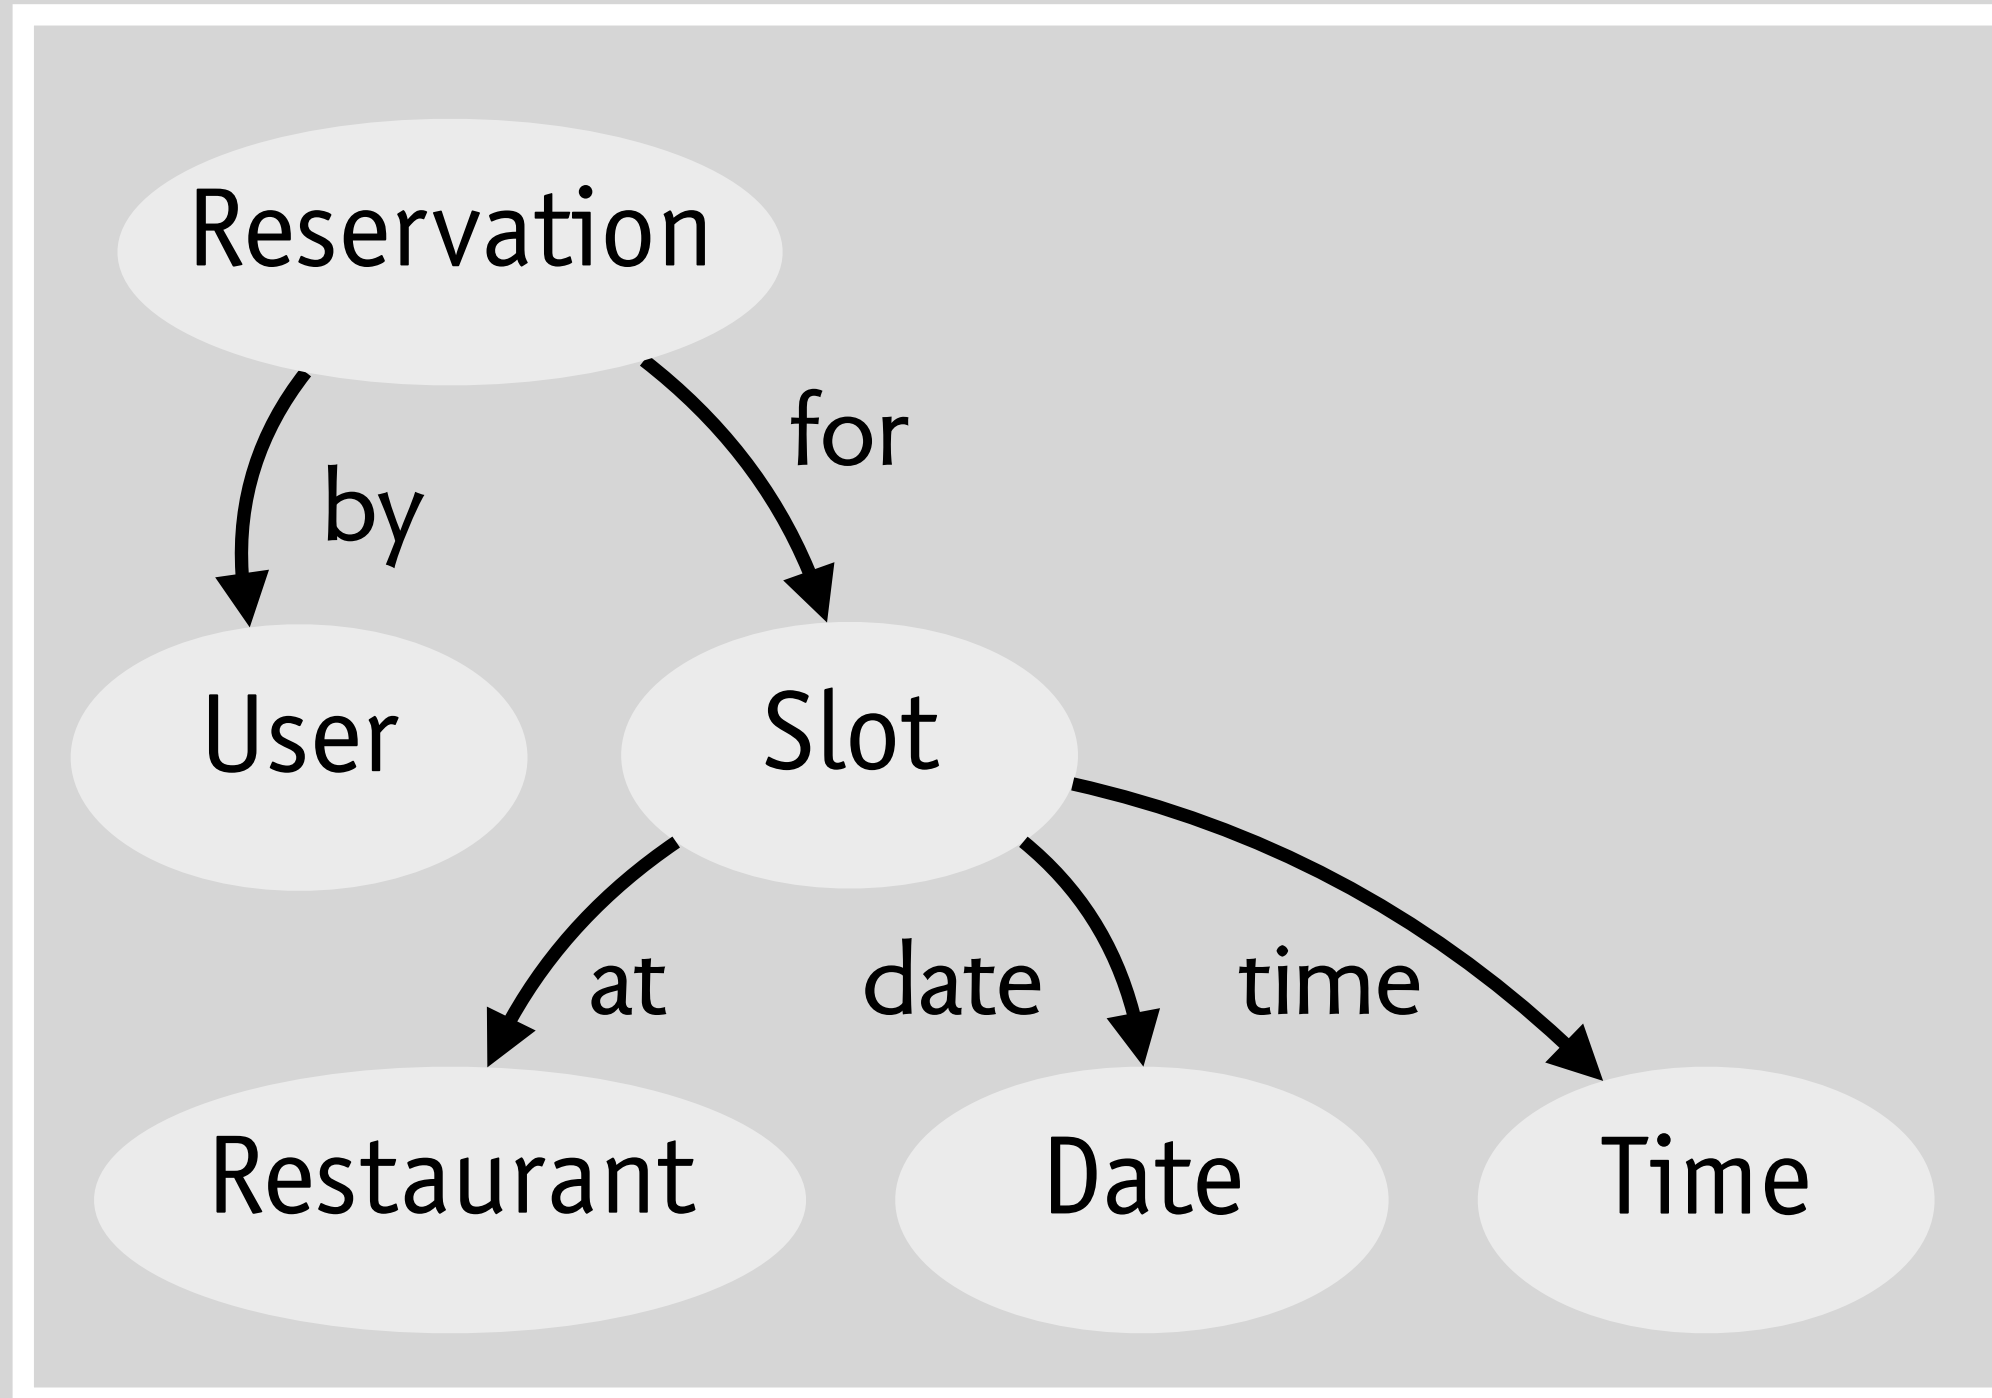 Reservation
for
by
User
Slot
at
date
time
Restaurant
Date
Time